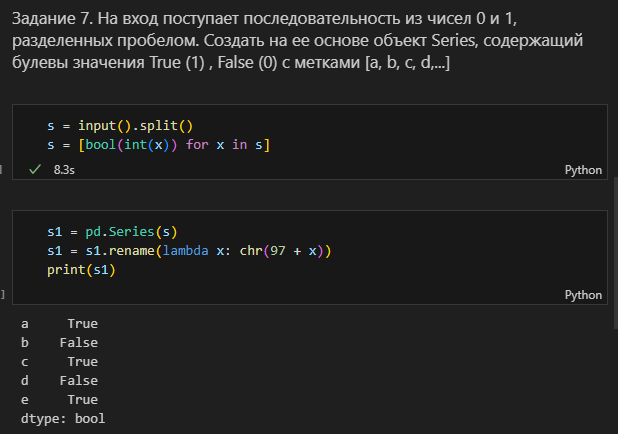 Задание 7. На вход поступает последовательность из чисел 0 и 1,
разделенных пробелом. Создать на ее основе объект Series, содержащий
булевы значения True (1) , False (0) с метками [a, b, c, d,...]
s = input().split()
s = [bool(int(x)) for x in s]
]
✓ 8.3s
Python
s1 = pd.Series(s)
s1 = s1.rename(lambda x: chr(97 + x))
print(s1)
]
Python
a     True
b    False
c     True
d    False
e     True
dtype: bool